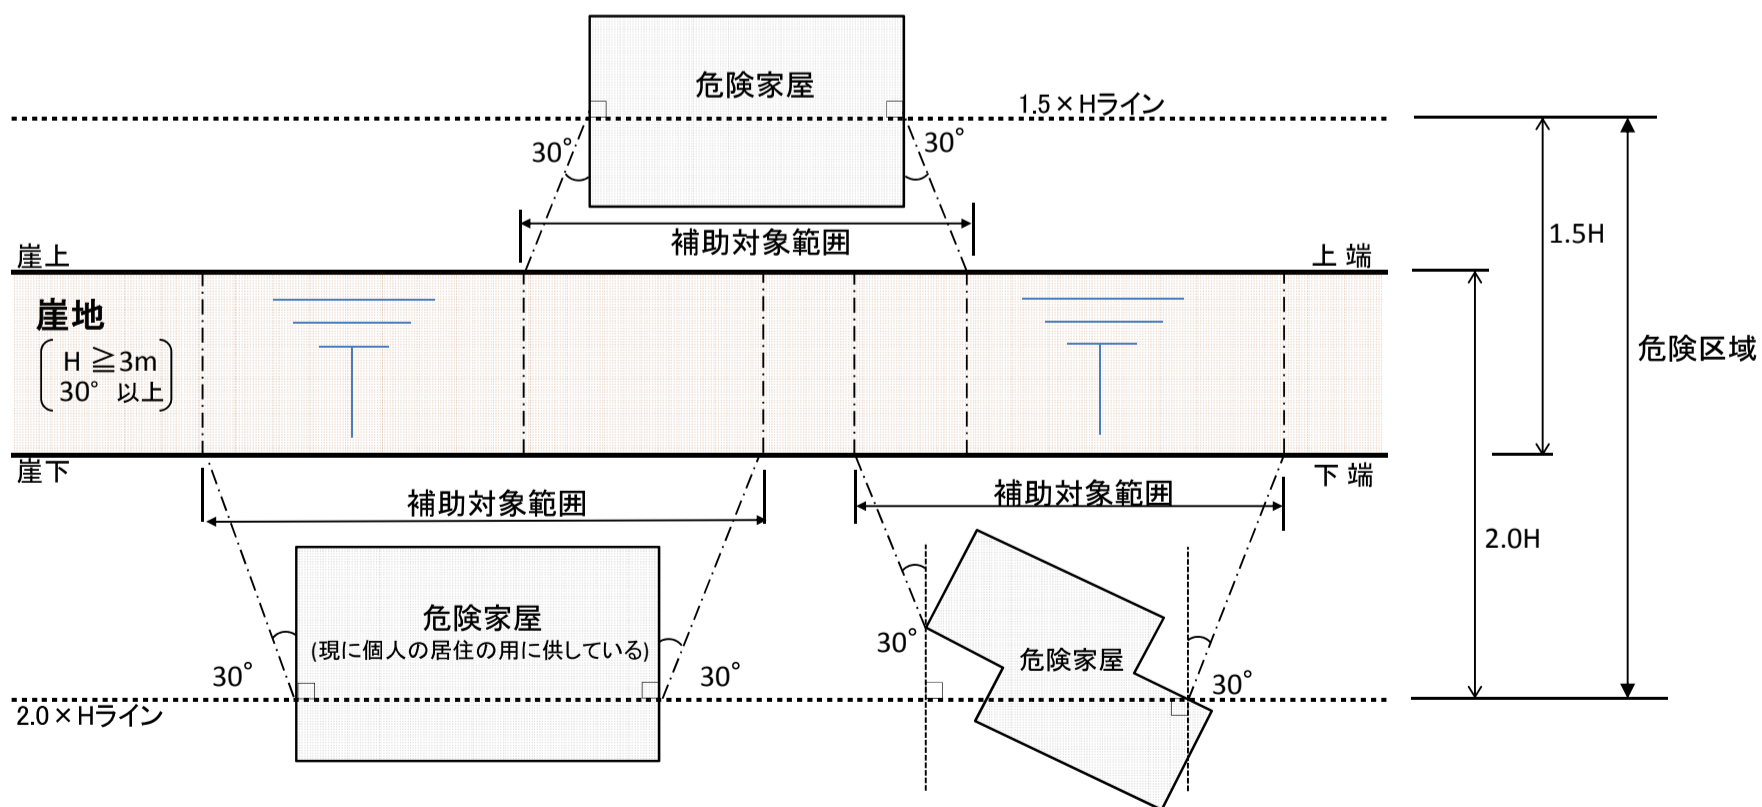 危険家屋
1.5×Hライン
30°
30°
補助対象範囲
1.5H
崖上
上 端
崖地
H ≧3m
30° 以上
危険区域
崖下
下 端
補助対象範囲
補助対象範囲
2.0H
危険家屋
(現に個人の居住の用に供している)
30°
30°
30°
危険家屋
30°
2.0×Hライン